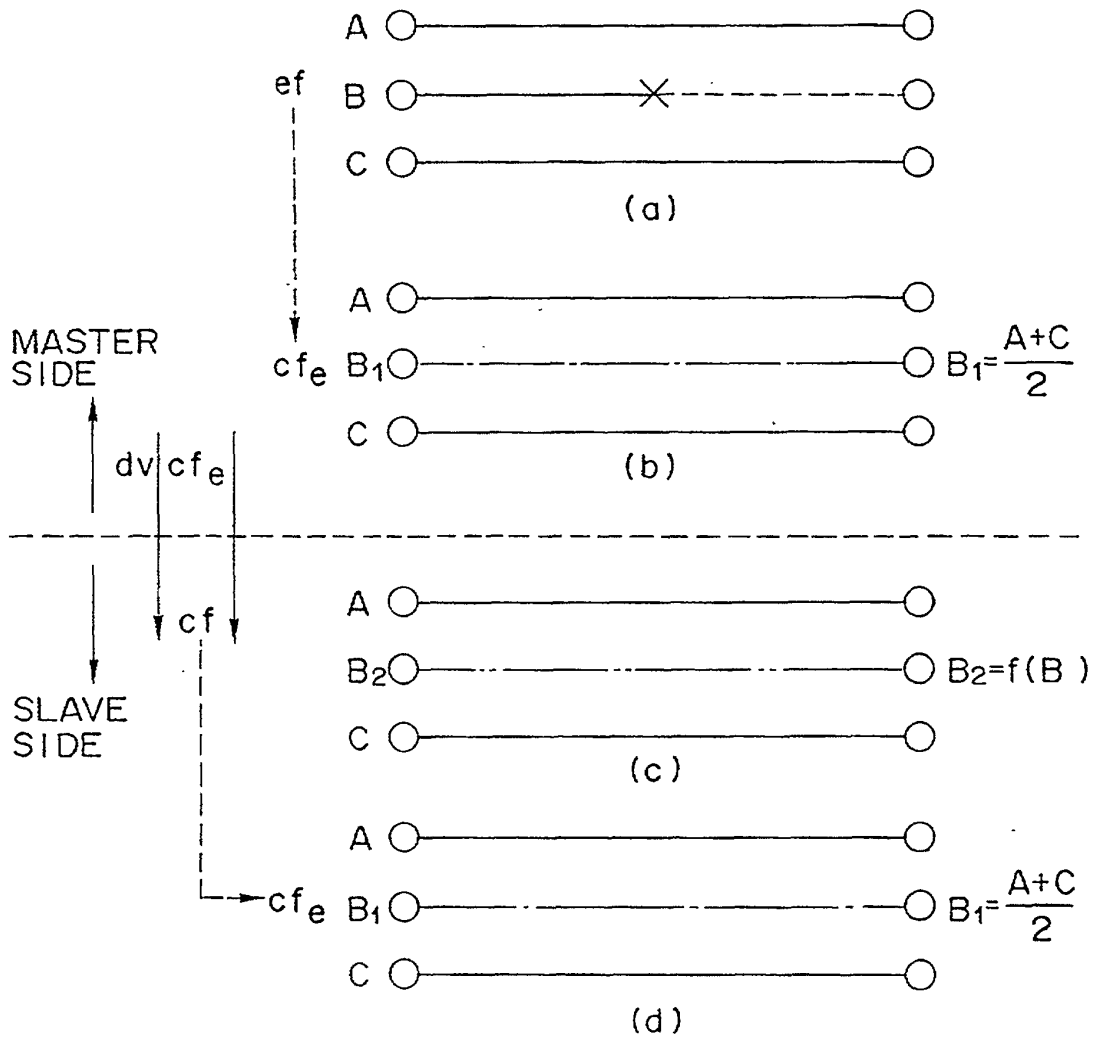 A
ef B
C
(a)
A
MASTER
SIDE
cfe B1 B1=A+C/2
C
(b)
dv cfe
A
cf
B2 B2=f(B )
SLAVE
SIDE
C
(c)
A
cfe B1 B1=A+C/2
C
(d)